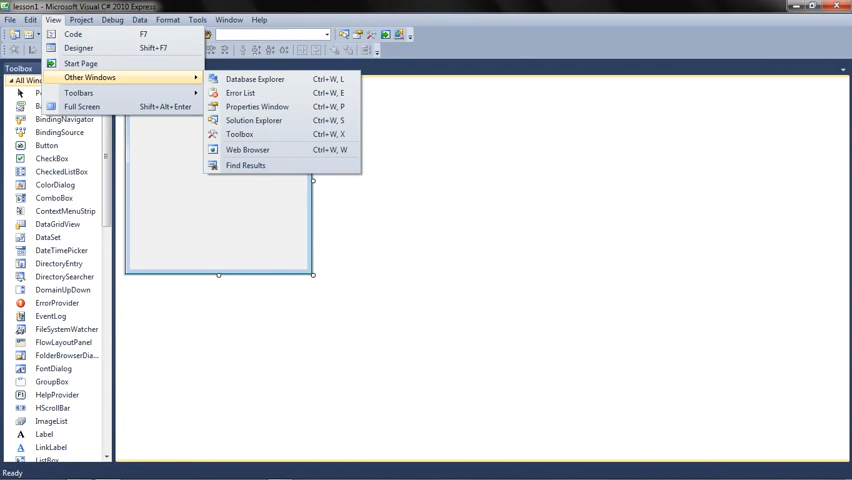 lesson1 - Microsoft Visual C# 2010 Express
File Edit View Project Debug Data Format Tools Window Help
Code F7
Designer Shift+F7
Start Page
Other Windows
Toolbars
Full Screen Shift+Alt+Enter
Database Explorer Ctrl+W, L
Error List Ctrl+W, E
Properties Window Ctrl+W, P
Solution Explorer Ctrl+W, S
Toolbox Ctrl+W, X
Web Browser Ctrl+W, W
Find Results
Toolbox
All Win
BindingNavigator
BindingSource
Button
CheckBox
CheckedListBox
ColorDialog
ComboBox
ContextMenuStrip
DataGridView
DataSet
DateTimePicker
DirectoryEntry
DirectorySearcher
DomainUpDown
ErrorProvider
EventLog
FileSystemWatcher
FlowLayoutPanel
FolderBrowserDia...
FontDialog
GroupBox
HelpProvider
HScrollBar
ImageList
Label
LinkLabel
ListBox
Ready